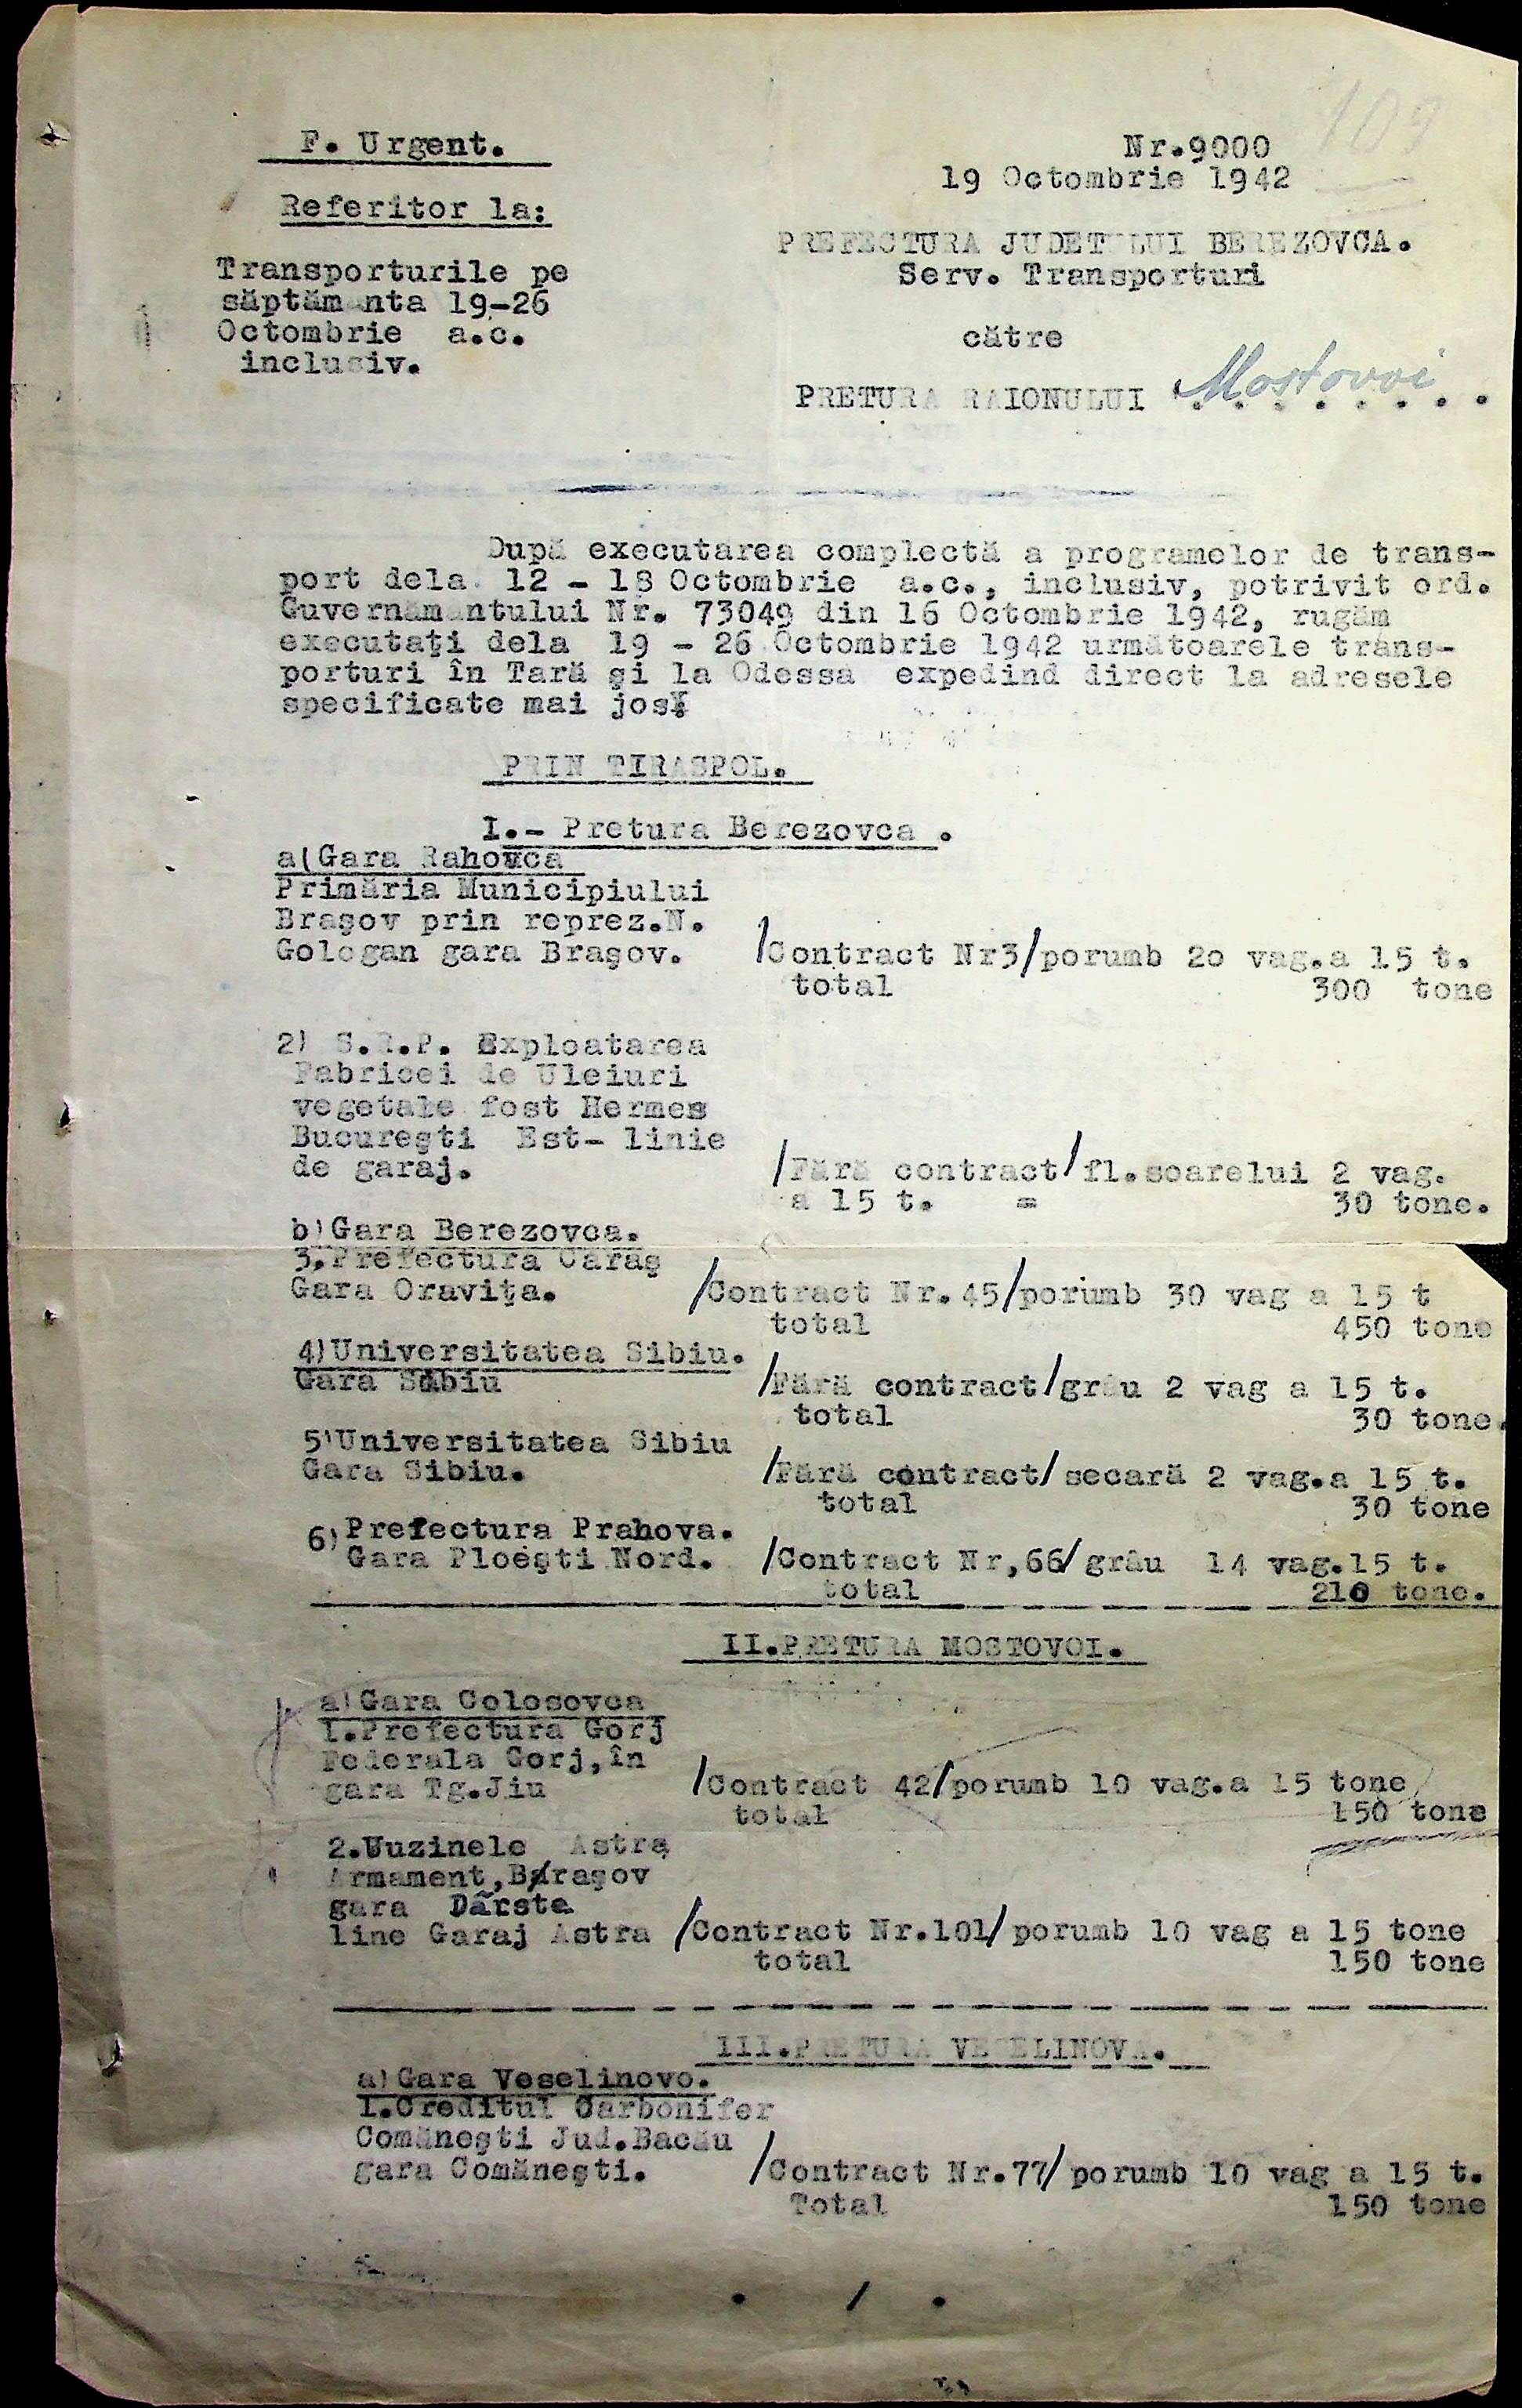 109
F. Urgent.
Nr.9000
19 Octombrie 1942
Referitor la:
PREFECTURA JUDETULUI BEREZOVCA.
Serv. Transporturi
Transporturile pe
săptământa 19-26
Octombrie a.c.
inclusiv.
către
PRETURA RAIONULUI Mostovoi
După executarea complectă a programelor de trans-
port dela 12 - 18 Octombrie a.c., inclusiv, potrivit ord.
Guvernământului Nr. 73049 din 16 Octombrie 1942, rugăm
executaţi dela 19 - 26 Octombrie 1942 următoarele trans-
porturi în Tară şi la Odessa expedind direct la adresele
specificate mai jos:
PRIN TIRASPOL.
I.- Pretura Berezovca .
a(Gara Rahovca
Primăria Municipiului
Braşov prin reprez.N.
Gologan gara Braşov. /Contract Nr3/porumb 20 vag.a 15 t.
total 300 tone
2) S.R.P. Exploatarea
Fabricei de Uleiuri
vegetale fost Hermes
Bucureşti Est- linie
de garaj. /Fără contract/fl.soarelui 2 vag.
a 15 t. = 30 tone.
b)Gara Berezovca.
3.Prefectura Caraş
Gara Oraviţa. /Contract Nr.45/porumb 30 vag a 15 t
total 450 tone
4)Universitatea Sibiu.
Gara Sibiu /Fără contract/grâu 2 vag a 15 t.
total 30 tone.
5)Universitatea Sibiu
Gara Sibiu. /Fără contract/secară 2 vag.a 15 t.
total 30 tone
6)Prefectura Prahova.
Gara Ploeşti Nord. /Contract Nr,66/grâu 14 vag.15 t.
total 210 tone.
II.PRETURA MOSTOVOI.
a)Gara Colosovca
1.Prefectura Gorj
Federala Gorj,în
gara Tg.Jiu /Contract 42/porumb 10 vag.a 15 tone
total 150 tone
2.Uuzinele Astra
Armament,Braşov
gara Dârste
line Garaj Astra /Contract Nr.101/porumb 10 vag a 15 tone
total 150 tone
III.PRETURA VESELINOVA.
a)Gara Veselinovo.
1.Creditul Carbonifer
Comăneşti Jud.Bacău
gara Comăneşti. /Contract Nr.77/porumb 10 vag a 15 t.
Total 150 tone
. / .